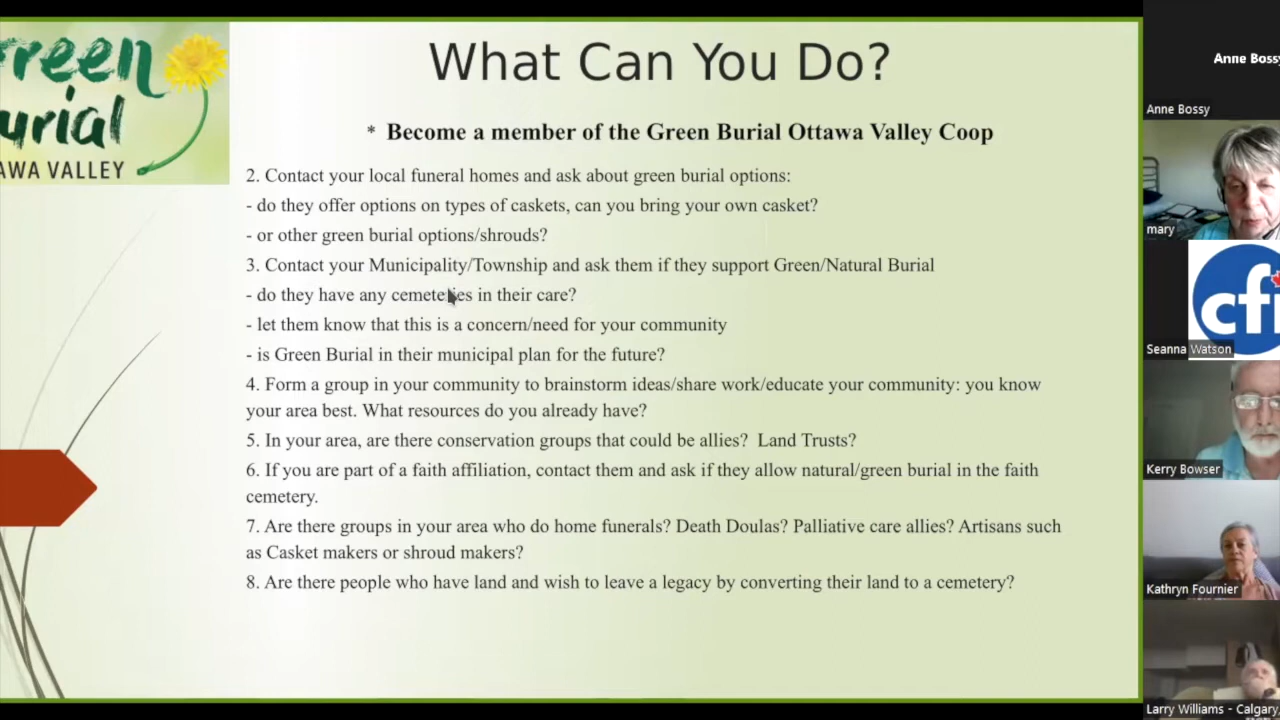 reen
urial
AWA VALLEY
What Can You Do?
* Become a member of the Green Burial Ottawa Valley Coop
2. Contact your local funeral homes and ask about green burial options:
- do they offer options on types of caskets, can you bring your own casket?
- or other green burial options/shrouds?
3. Contact your Municipality/Township and ask them if they support Green/Natural Burial
- do they have any cemeteries in their care?
- let them know that this is a concern/need for your community
- is Green Burial in their municipal plan for the future?
4. Form a group in your community to brainstorm ideas/share work/educate your community: you know
your area best. What resources do you already have?
5. In your area, are there conservation groups that could be allies?  Land Trusts?
6. If you are part of a faith affiliation, contact them and ask if they allow natural/green burial in the faith
cemetery.
7. Are there groups in your area who do home funerals? Death Doulas? Palliative care allies? Artisans such
as Casket makers or shroud makers?
8. Are there people who have land and wish to leave a legacy by converting their land to a cemetery?
Anne Bossy
Anne Bossy
mary
cfi
Seanna Watson
Kerry Bowser
Kathryn Fournier
Larry Williams - Calgary,